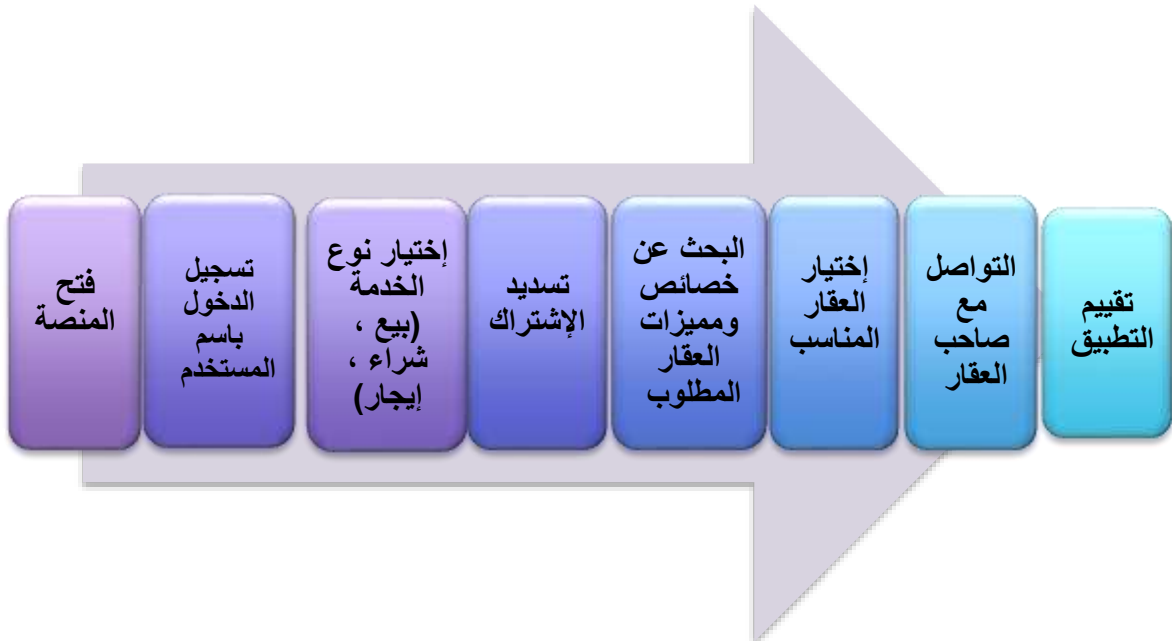 فتح
المنصة
تسجيل
الدخول
باسم
المستخدم
إختيار نوع
الخدمة
(بيع ،
شراء ،
إيجار)
تسديد
الإشتراك
البحث عن
خصائص
ومميزات
العقار
المطلوب
إختيار
العقار
المناسب
التواصل
مع
صاحب
العقار
تقييم
التطبيق